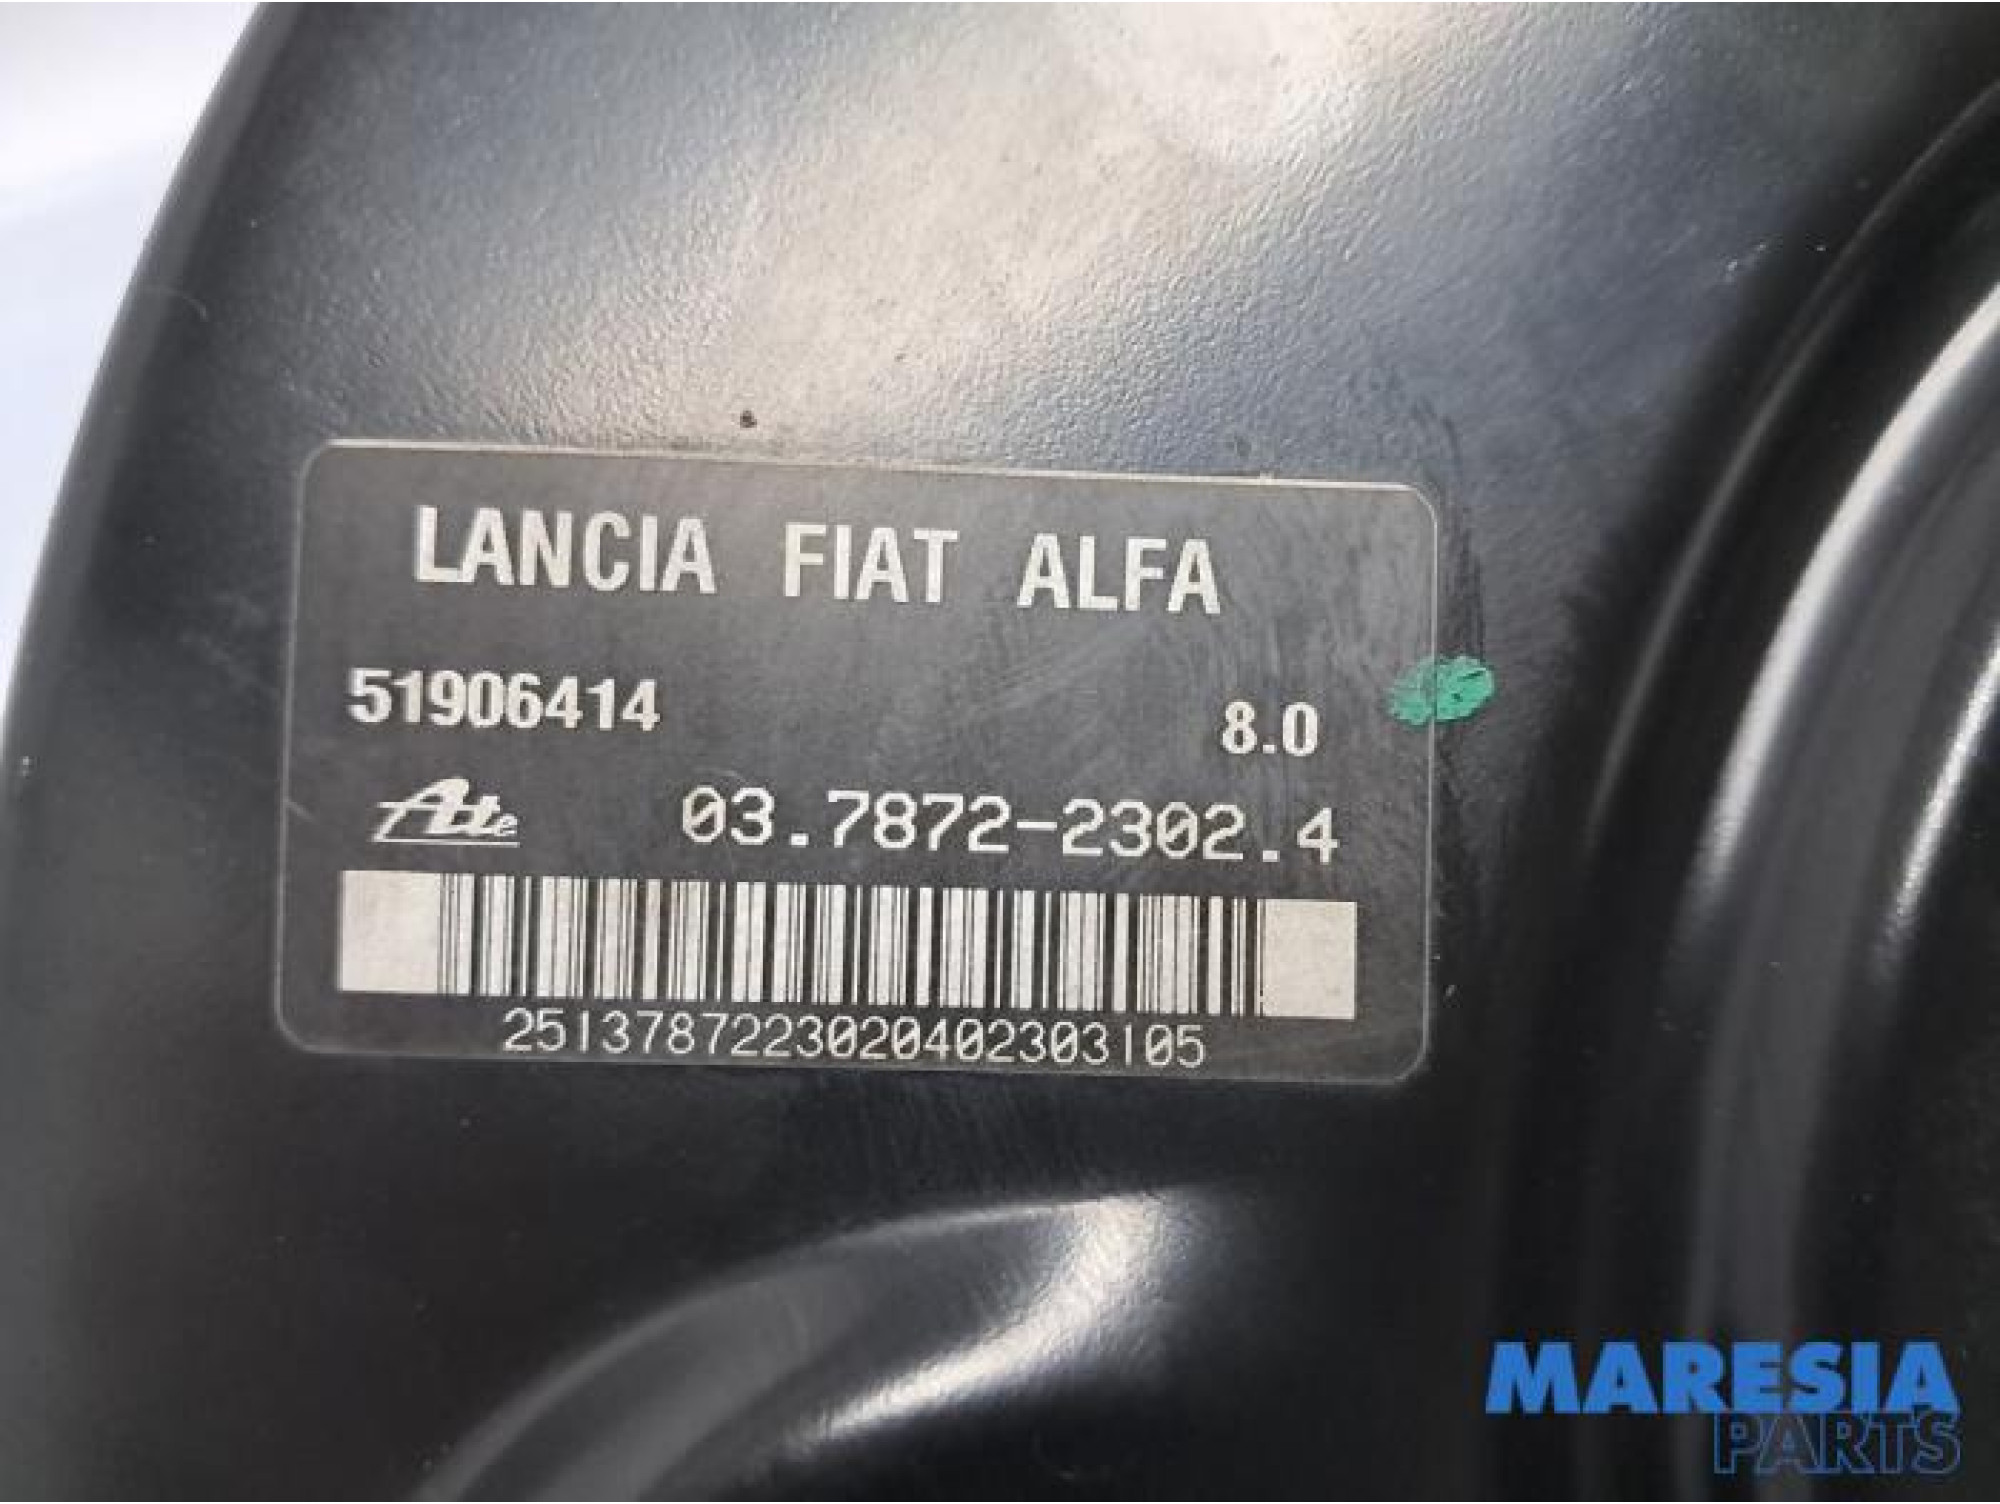 LANCIA FIAT ALFA
51906414 8.0
Ate 03.7872-2302.4
2513787223020402303105
MARESIA
PARTS